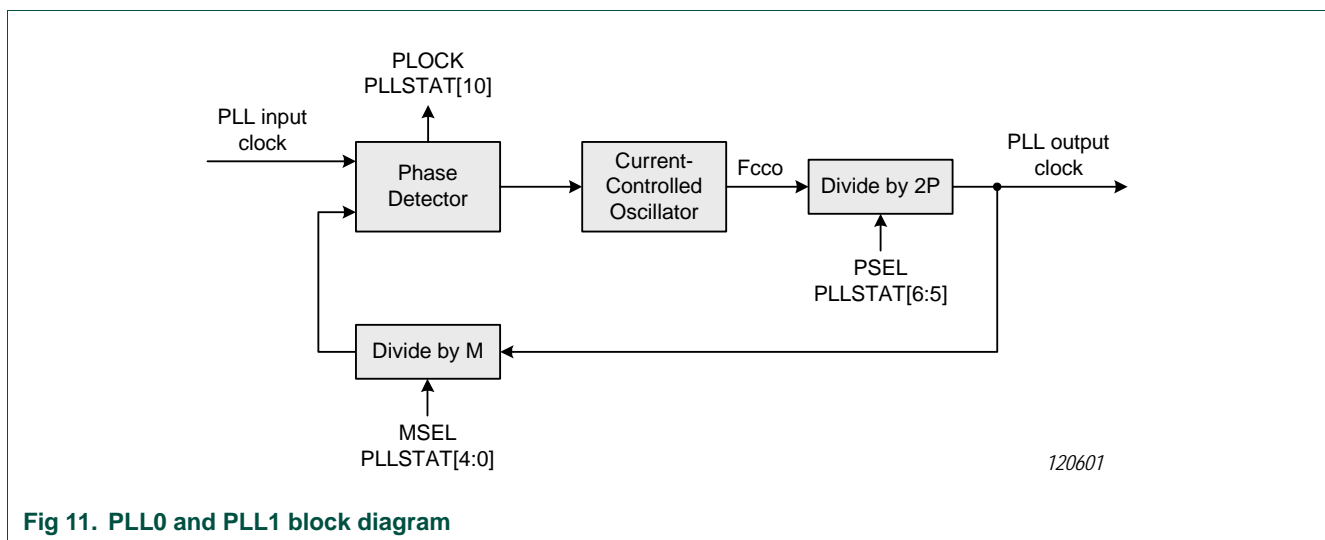 PLOCK
PLLSTAT[10]
PLL input
clock
Phase
Detector
Current-
Controlled
Oscillator
Fcco
Divide by 2P
PLL output
clock
PSEL
PLLSTAT[6:5]
Divide by M
MSEL
PLLSTAT[4:0]
120601
Fig 11. PLL0 and PLL1 block diagram